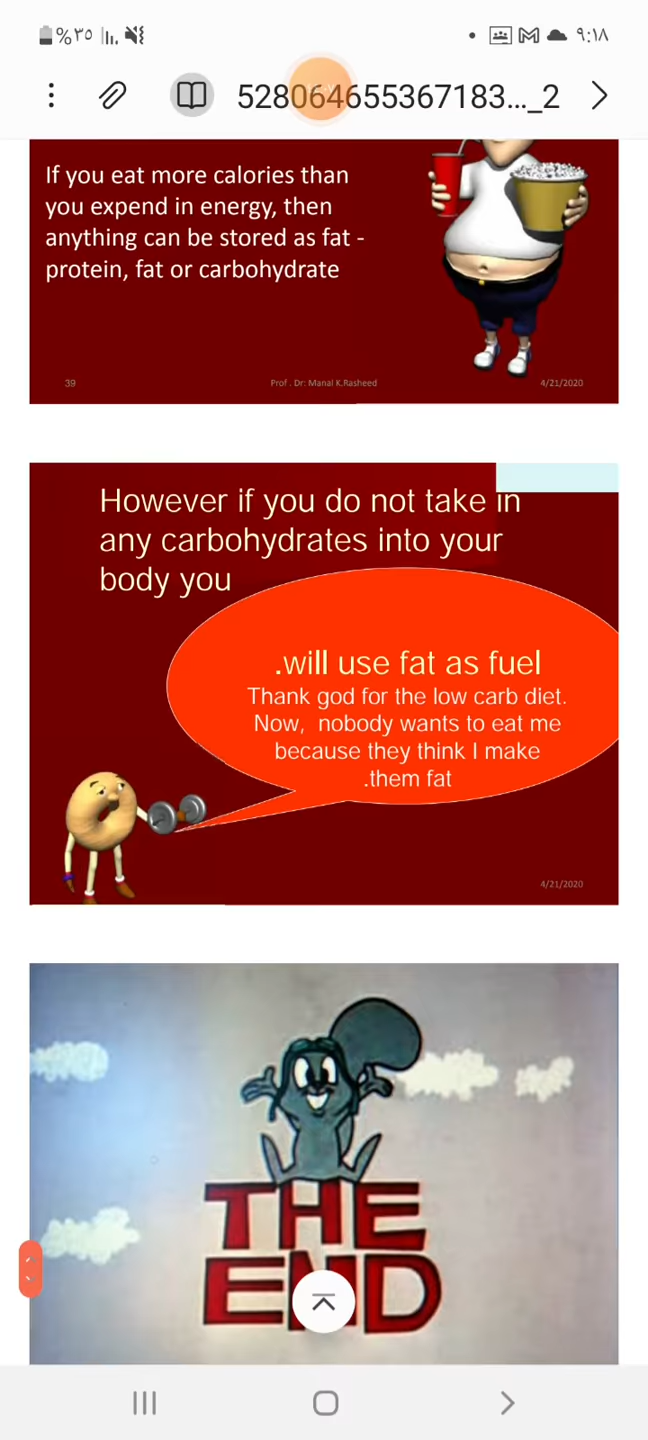 %٣٥
٩:١٨
528064655367183..._2
If you eat more calories than
you expend in energy, then
anything can be stored as fat -
protein, fat or carbohydrate
39
Prof . Dr: Manal K.Rasheed
4/21/2020
However if you do not take in
any carbohydrates into your
body you
.will use fat as fuel
Thank god for the low carb diet.
Now, nobody wants to eat me
because they think I make
.them fat
4/21/2020
THE
END